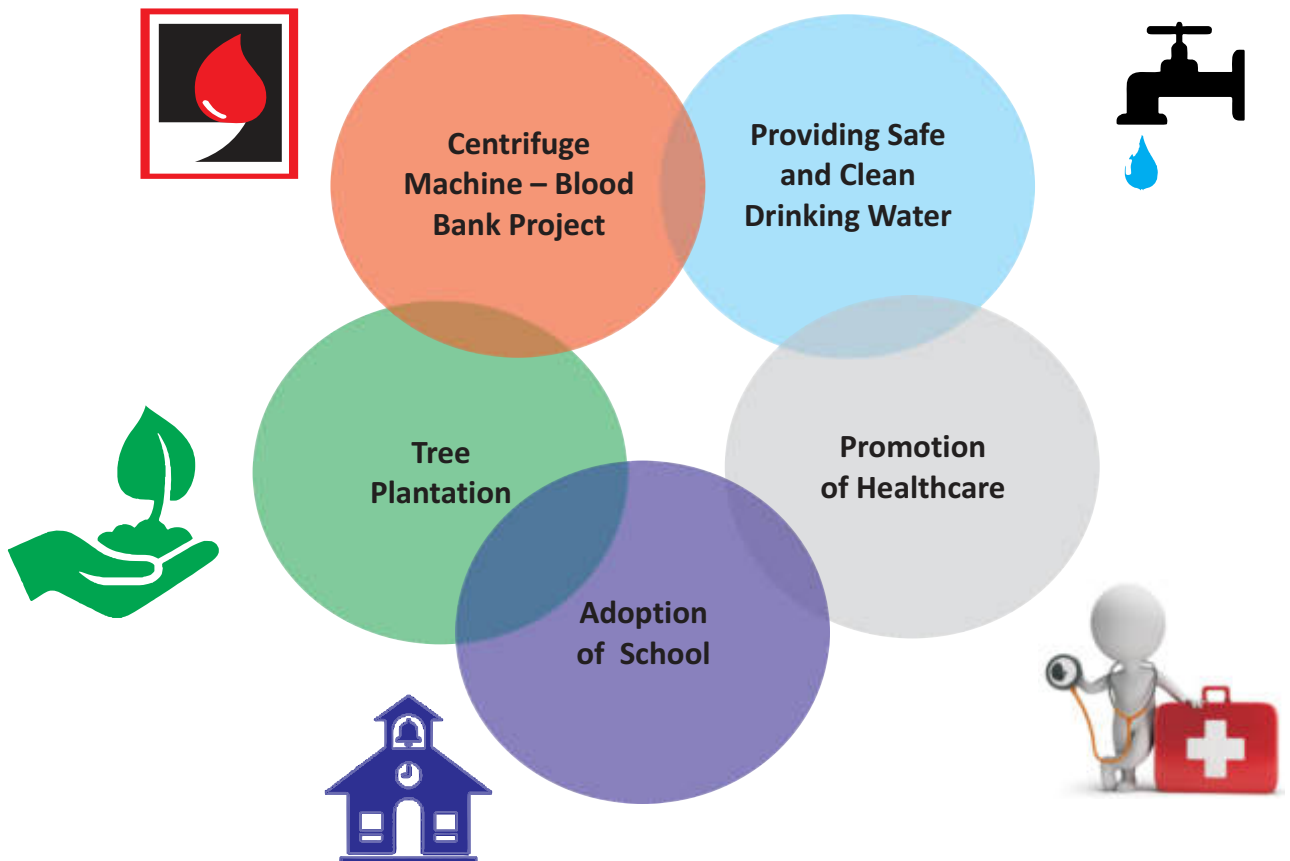 Centrifuge
Machine – Blood
Bank Project
Providing Safe
and Clean
Drinking Water
Tree
Plantation
Promotion
of Healthcare
Adoption
of School